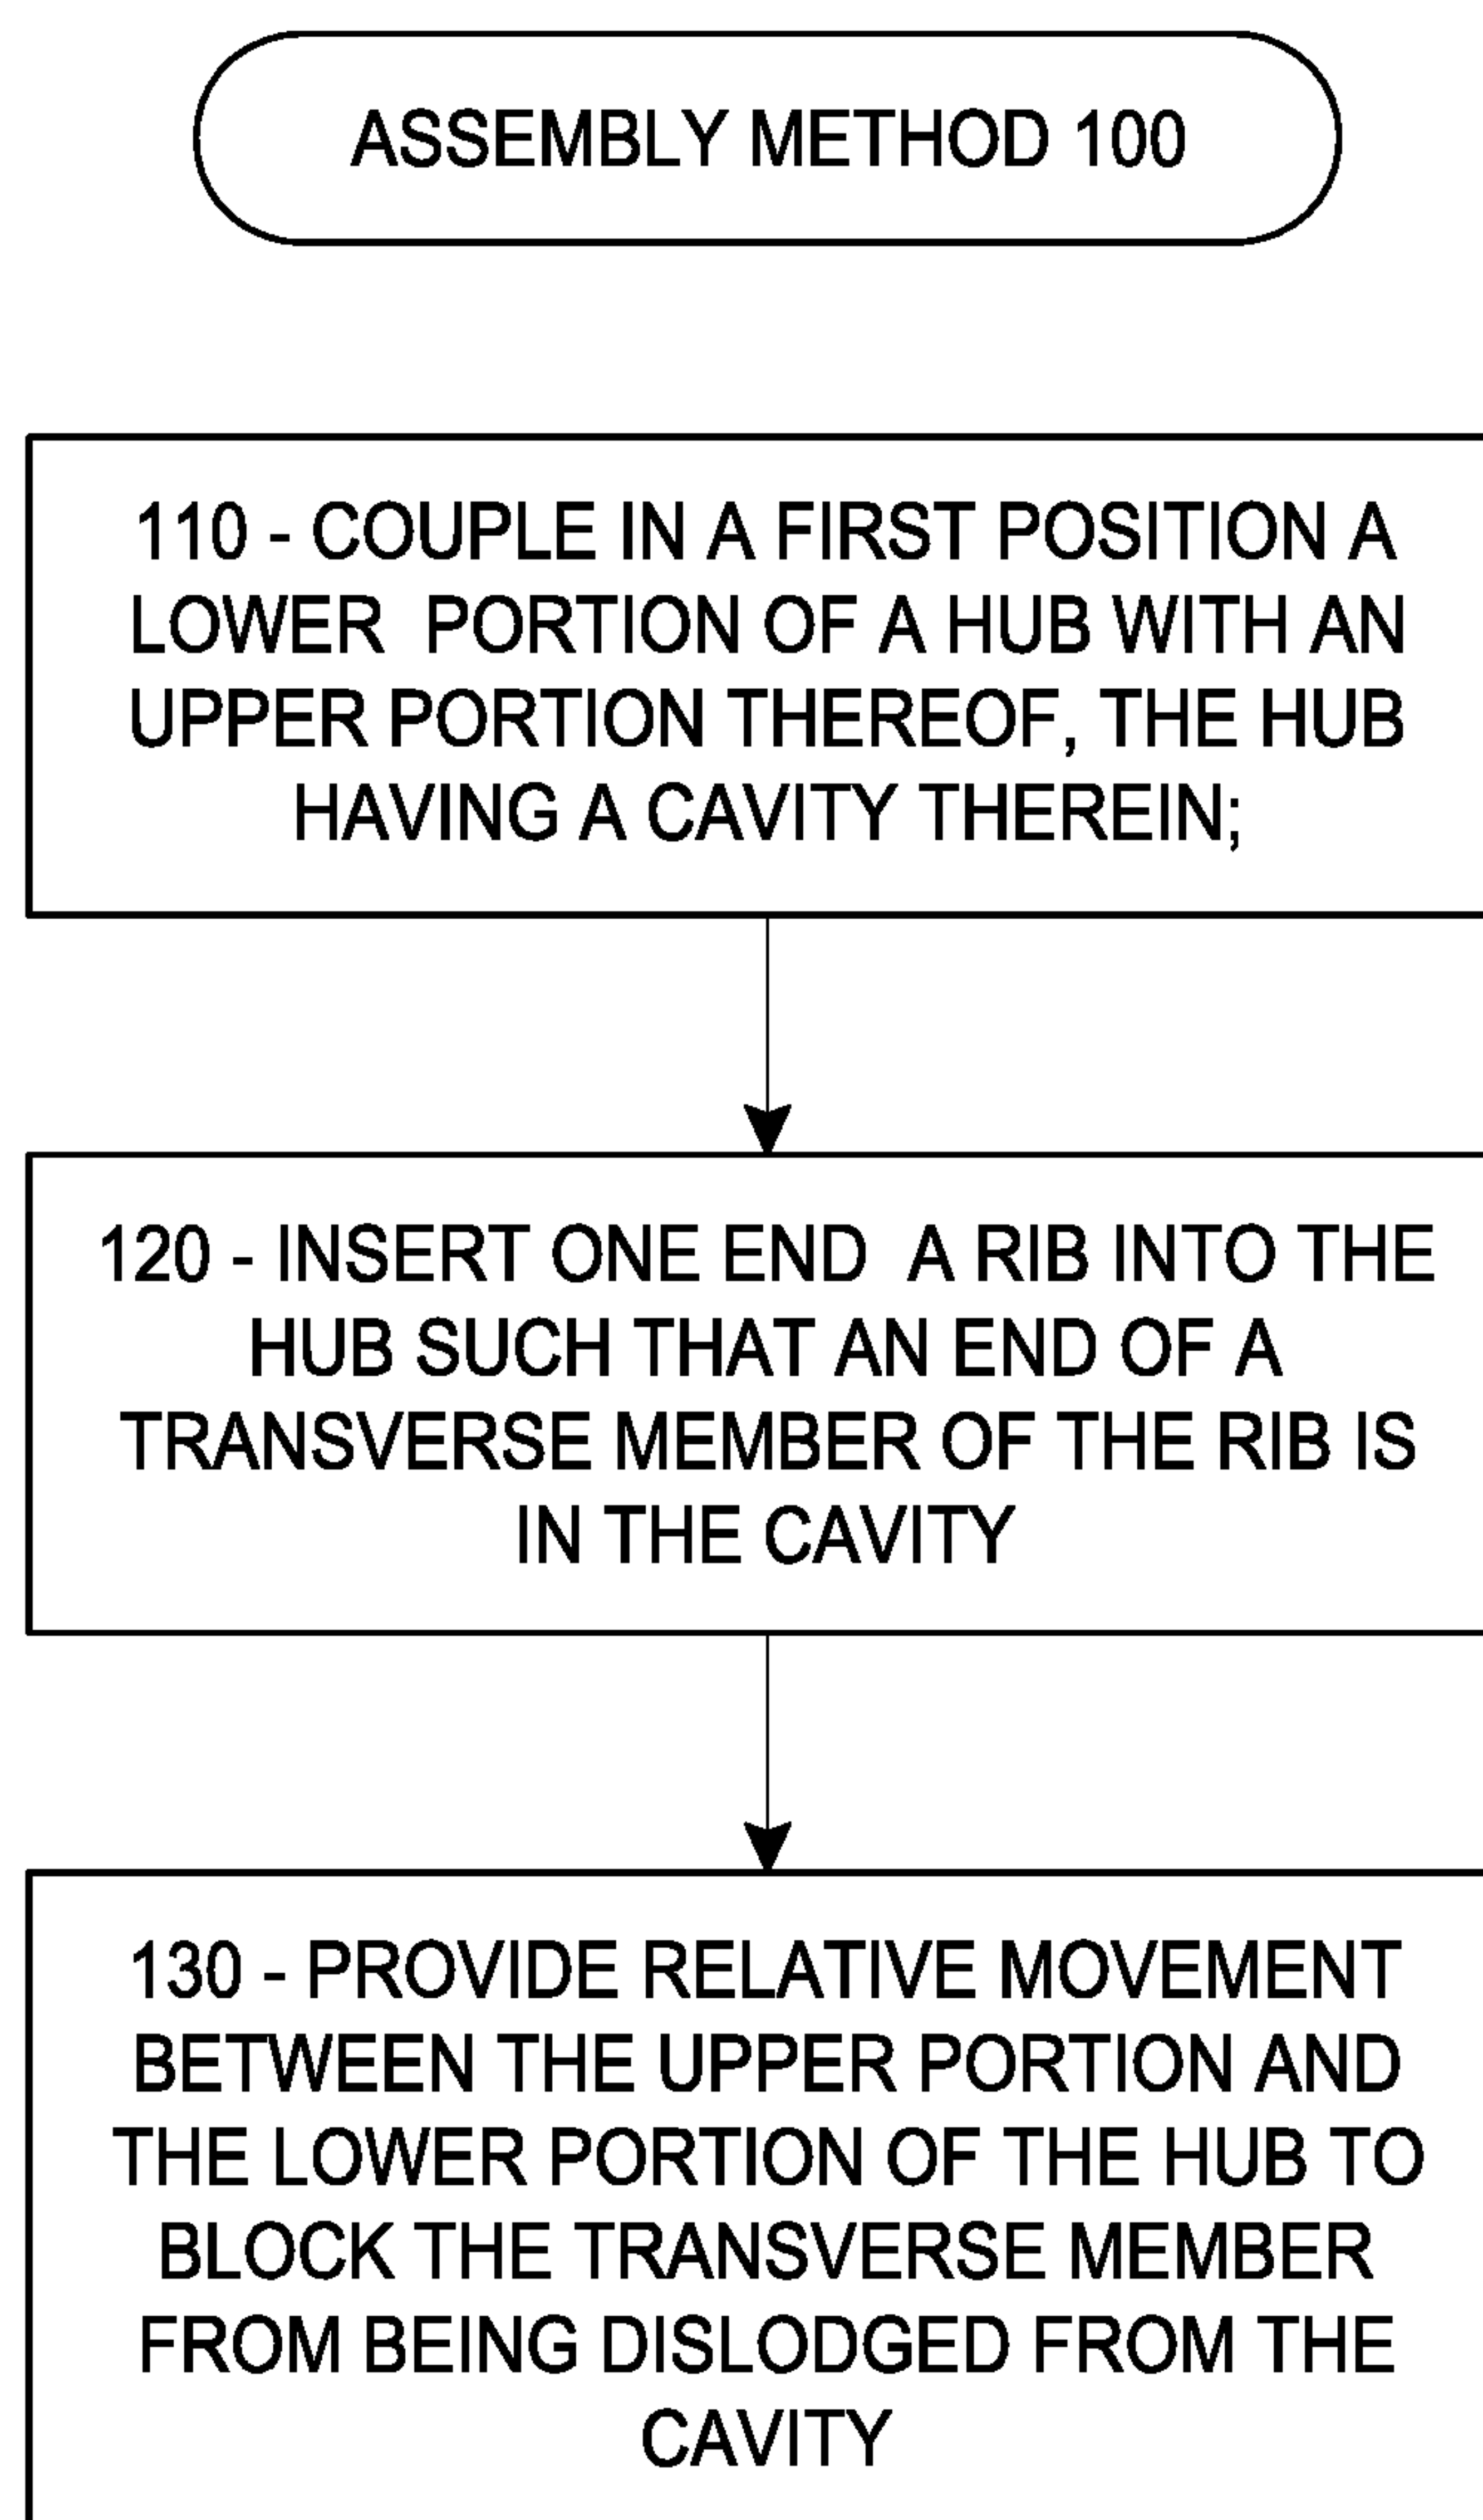 ASSEMBLY METHOD 100
110 - COUPLE IN A FIRST POSITION A
LOWER PORTION OF A HUB WITH AN
UPPER PORTION THEREOF, THE HUB
HAVING A CAVITY THEREIN;
120 - INSERT ONE END A RIB INTO THE
HUB SUCH THAT AN END OF A
TRANSVERSE MEMBER OF THE RIB IS
IN THE CAVITY
130 - PROVIDE RELATIVE MOVEMENT
BETWEEN THE UPPER PORTION AND
THE LOWER PORTION OF THE HUB TO
BLOCK THE TRANSVERSE MEMBER
FROM BEING DISLODGED FROM THE
CAVITY